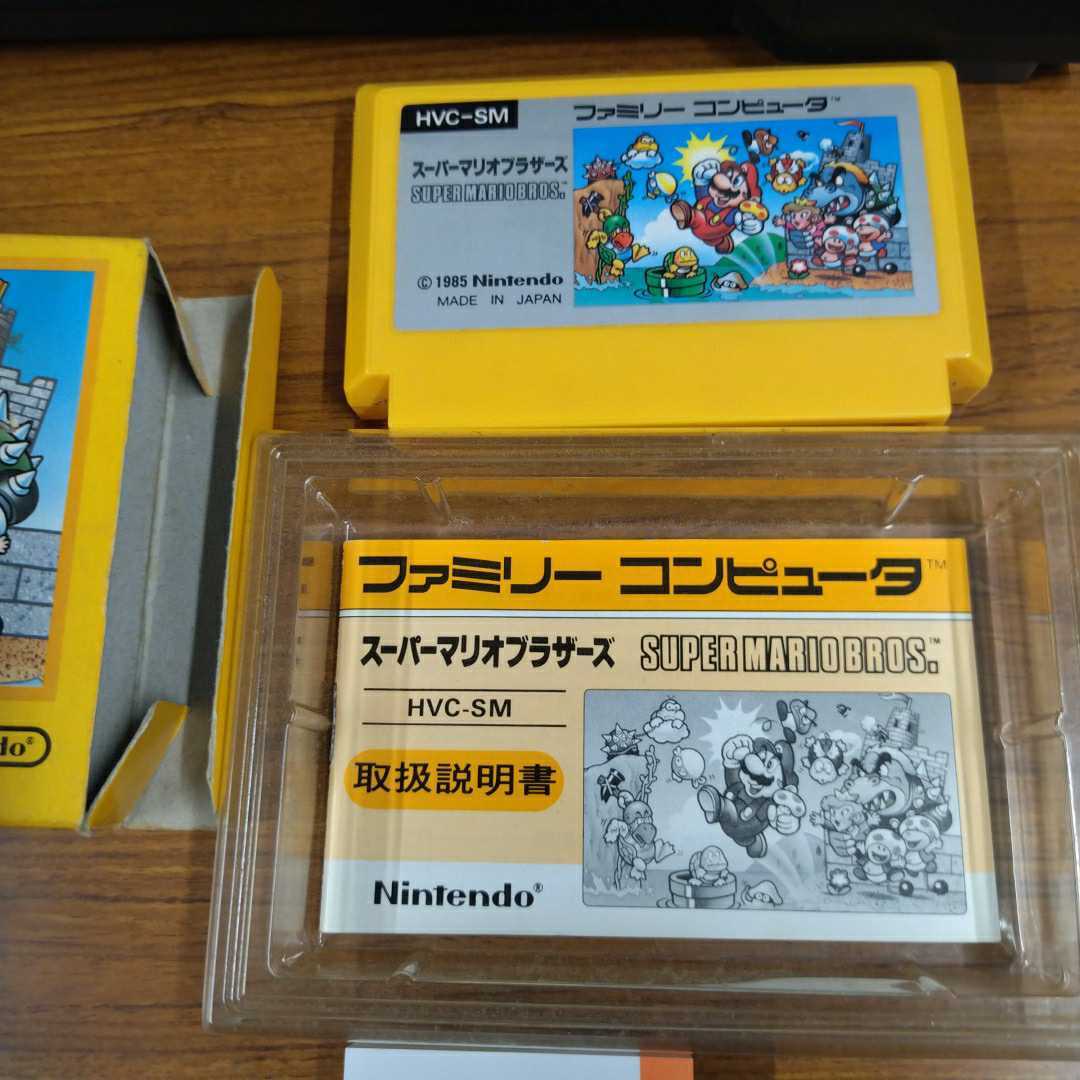 HVC-SM
ファミリー コンピュータ™
スーパーマリオブラザーズ
SUPER MARIO BROS.™
©1985 Nintendo
MADE IN JAPAN
ファミリー コンピュータ™
スーパーマリオブラザーズ SUPER MARIO BROS.™
HVC-SM
取扱説明書
Nintendo®